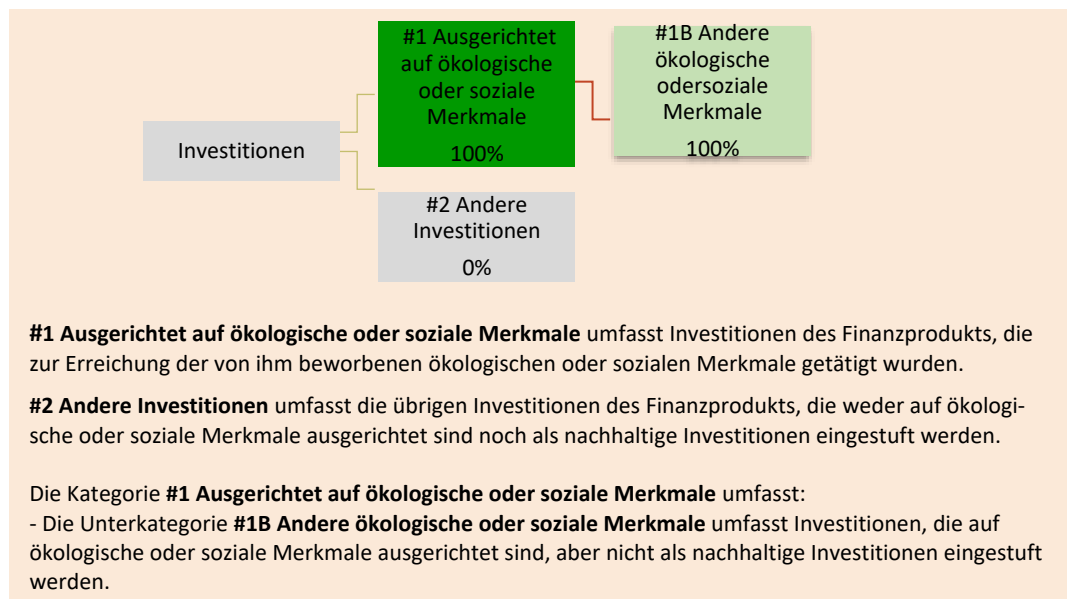 #1 Ausgerichtet
auf ökologische
oder soziale
Merkmale
100%
#1B Andere
ökologische
odersoziale
Merkmale
100%
Investitionen
#2 Andere
Investitionen
0%
#1 Ausgerichtet auf ökologische oder soziale Merkmale umfasst Investitionen des Finanzprodukts, die
zur Erreichung der von ihm beworbenen ökologischen oder sozialen Merkmale getätigt wurden.
#2 Andere Investitionen umfasst die übrigen Investitionen des Finanzprodukts, die weder auf ökologi-
sche oder soziale Merkmale ausgerichtet sind noch als nachhaltige Investitionen eingestuft werden.
Die Kategorie #1 Ausgerichtet auf ökologische oder soziale Merkmale umfasst:
- Die Unterkategorie #1B Andere ökologische oder soziale Merkmale umfasst Investitionen, die auf
ökologische oder soziale Merkmale ausgerichtet sind, aber nicht als nachhaltige Investitionen eingestuft
werden.